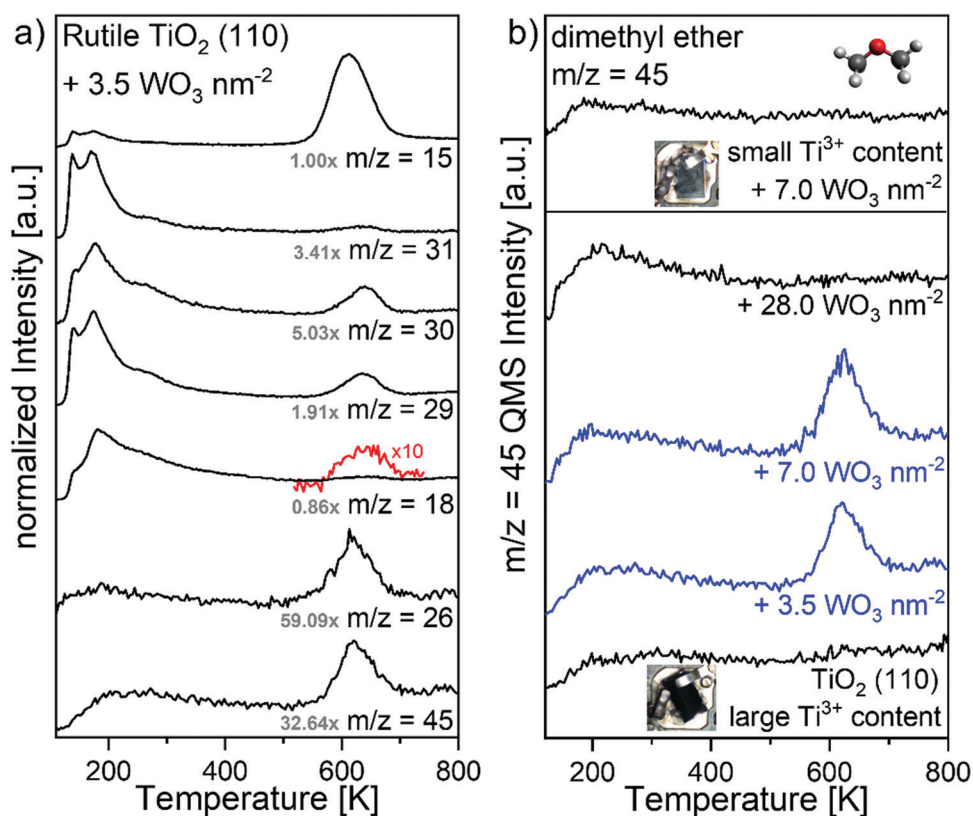 a)
Rutile TiO₂ (110)
+ 3.5 WO₃ nm⁻²
1.00x m/z = 15
3.41x m/z = 31
5.03x m/z = 30
1.91x m/z = 29
x10
0.86x m/z = 18
59.09x m/z = 26
32.64x m/z = 45
normalized Intensity [a.u.]
200 400 600 800
Temperature [K]
b)
dimethyl ether
m/z = 45
small Ti³⁺ content
+ 7.0 WO₃ nm⁻²
+ 28.0 WO₃ nm⁻²
+ 7.0 WO₃ nm⁻²
+ 3.5 WO₃ nm⁻²
TiO₂ (110)
large Ti³⁺ content
m/z = 45 QMS Intensity [a.u.]
200 400 600 800
Temperature [K]